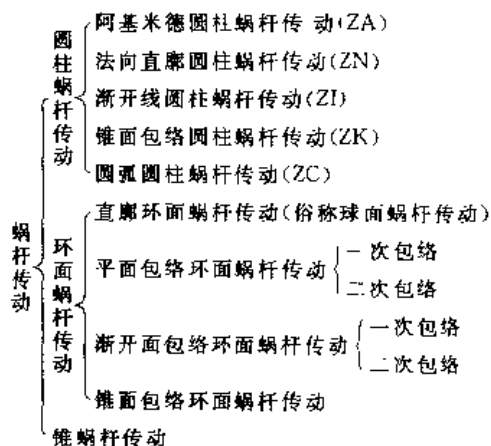 蜗杆传动
圆柱蜗杆传动
阿基米德圆柱蜗杆传动(ZA)
法向直廓圆柱蜗杆传动(ZN)
渐开线圆柱蜗杆传动(ZI)
锥面包络圆柱蜗杆传动(ZK)
圆弧圆柱蜗杆传动(ZC)
环面蜗杆传动
直廓环面蜗杆传动(俗称球面蜗杆传动)
平面包络环面蜗杆传动
一次包络
二次包络
渐开面包络环面蜗杆传动
一次包络
二次包络
锥面包络环面蜗杆传动
锥蜗杆传动